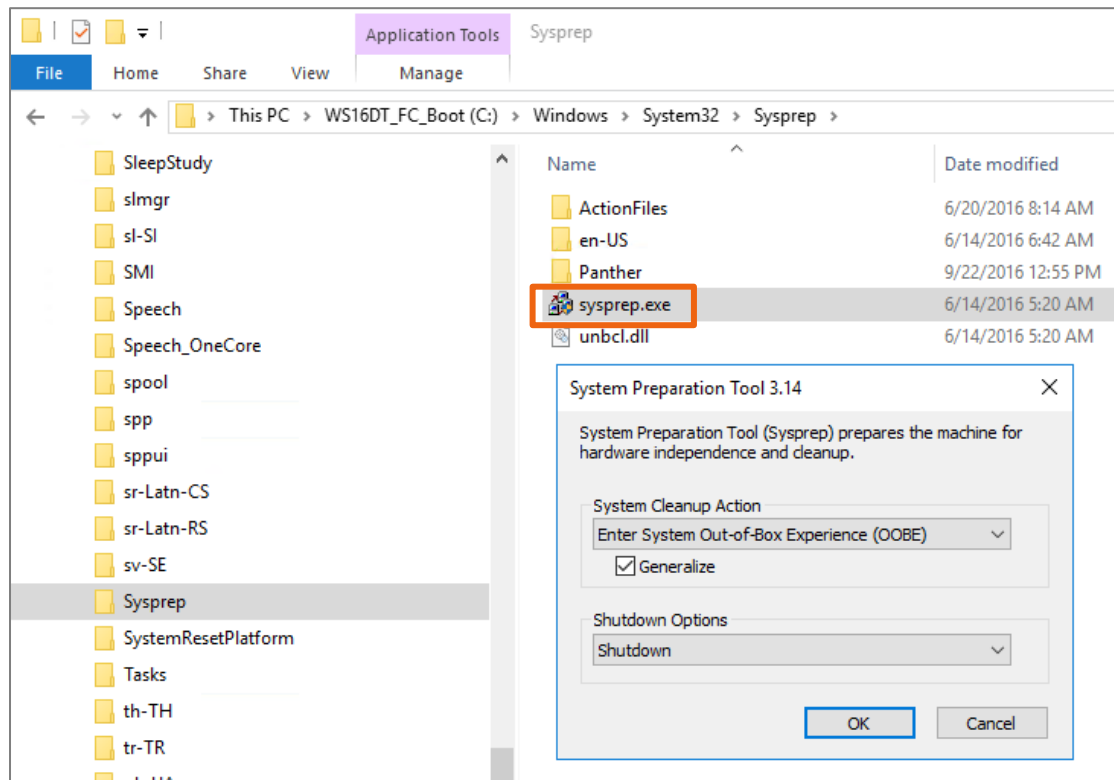 Application Tools
Sysprep
File
Home
Share
View
Manage
This PC
WS16DT_FC_Boot (C:)
Windows
System32
Sysprep
SleepStudy
slmgr
sl-SI
SMI
Speech
Speech_OneCore
spool
spp
sppui
sr-Latn-CS
sr-Latn-RS
sv-SE
Sysprep
SystemResetPlatform
Tasks
th-TH
tr-TR
Name
Date modified
ActionFiles
6/20/2016 8:14 AM
en-US
6/14/2016 6:42 AM
Panther
9/22/2016 12:55 PM
sysprep.exe
6/14/2016 5:20 AM
unbcl.dll
6/14/2016 5:20 AM
System Preparation Tool 3.14
System Preparation Tool (Sysprep) prepares the machine for
hardware independence and cleanup.
System Cleanup Action
Enter System Out-of-Box Experience (OOBE)
Generalize
Shutdown Options
Shutdown
OK
Cancel